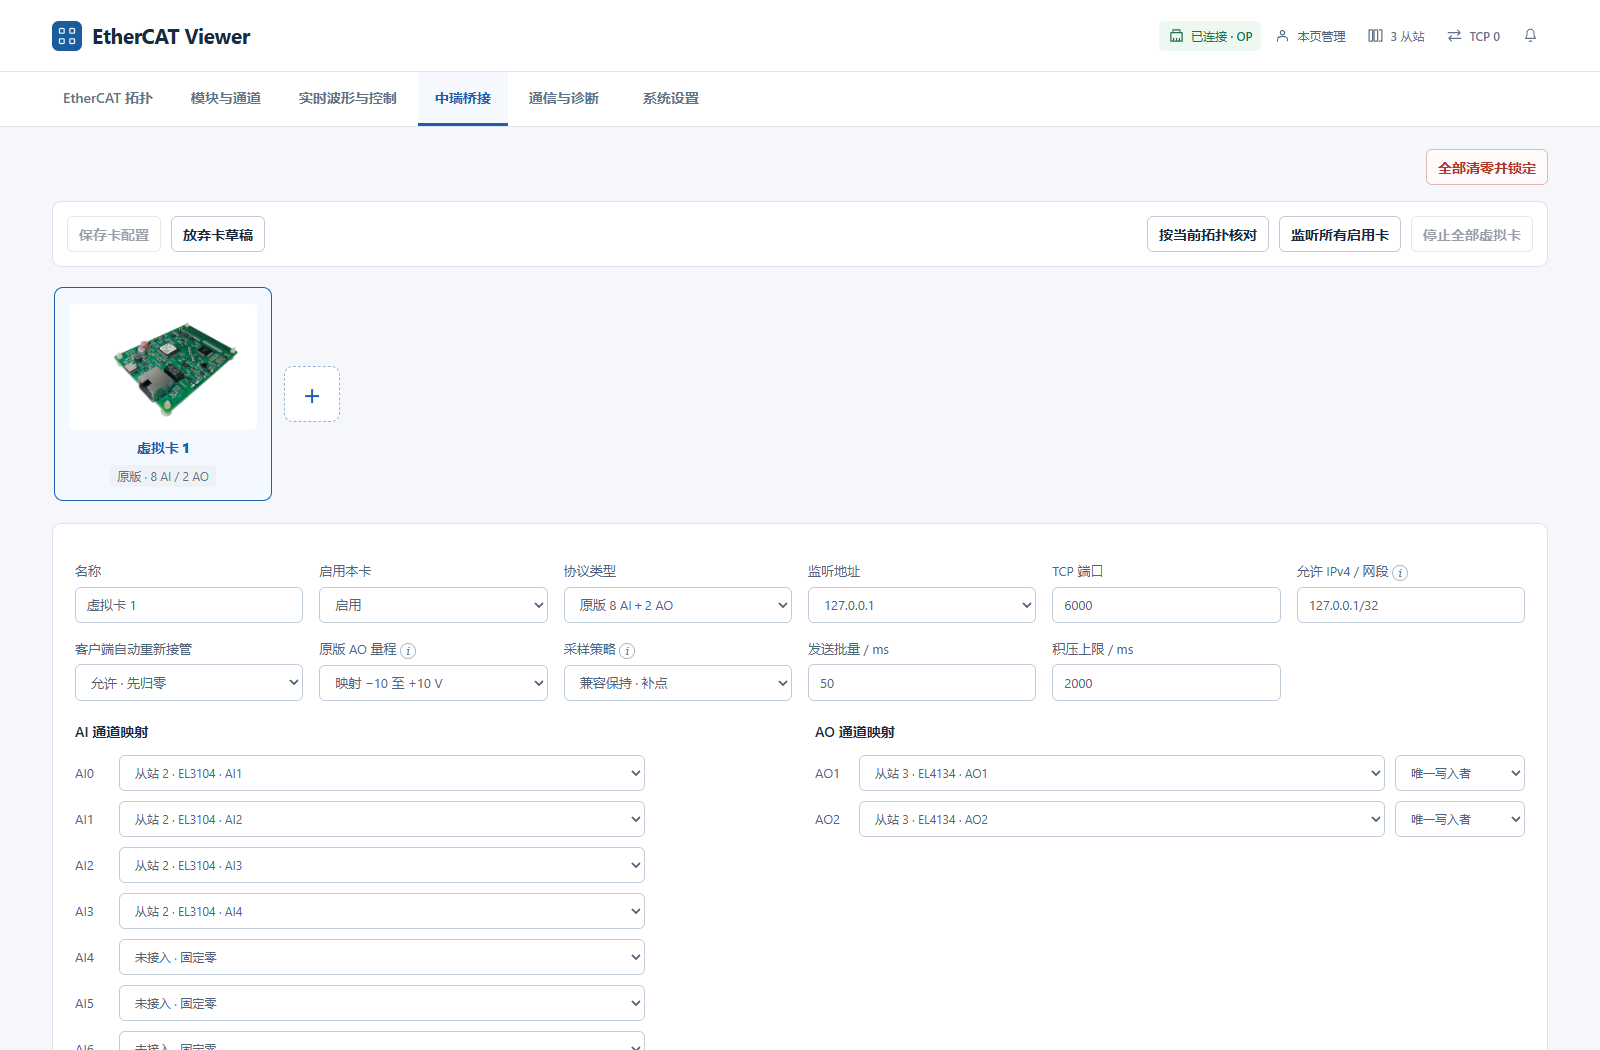 EtherCAT Viewer
已连接 · OP
本页管理
3 从站
TCP 0
EtherCAT 拓扑
模块与通道
实时波形与控制
中瑞桥接
通信与诊断
系统设置
全部清零并锁定
保存卡配置
放弃卡草稿
按当前拓扑核对
监听所有启用卡
停止全部虚拟卡
虚拟卡 1
原版 · 8 AI / 2 AO
+
名称
启用本卡
协议类型
监听地址
TCP 端口
允许 IPv4 / 网段 i
虚拟卡 1
启用
原版 8 AI + 2 AO
127.0.0.1
6000
127.0.0.1/32
客户端自动重新接管
原版 AO 量程 i
采样策略 i
发送批量 / ms
积压上限 / ms
允许 · 先归零
映射 −10 至 +10 V
兼容保持 · 补点
50
2000
AI 通道映射
AO 通道映射
AI0
从站 2 · EL3104 · AI1
AO1
从站 3 · EL4134 · AO1
唯一写入者
AI1
从站 2 · EL3104 · AI2
AO2
从站 3 · EL4134 · AO2
唯一写入者
AI2
从站 2 · EL3104 · AI3
AI3
从站 2 · EL3104 · AI4
AI4
未接入 · 固定零
AI5
未接入 · 固定零
AI6
未接入 · 固定零